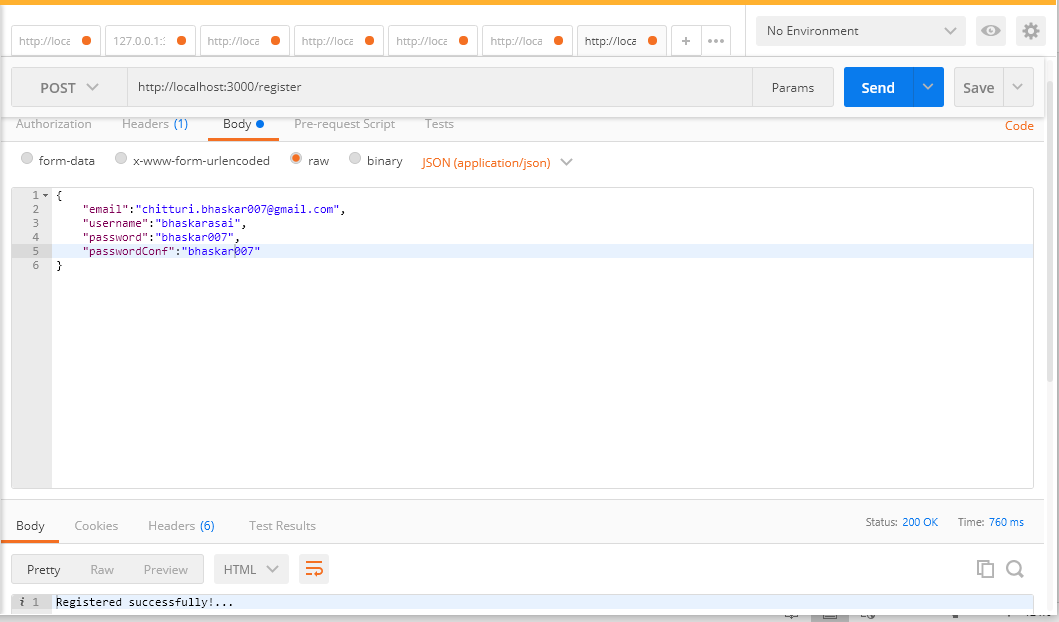 http://loca 127.0.0.1: http://loca http://loca http://loca http://loca http://loca + •••
No Environment
POST http://localhost:3000/register Params Send Save
Authorization Headers (1) Body Pre-request Script Tests Code
form-data x-www-form-urlencoded raw binary JSON (application/json)
1 {
2 "email":"chitturi.bhaskar007@gmail.com",
3 "username":"bhaskarasai",
4 "password":"bhaskar007",
5 "passwordConf":"bhaskar007"
6 }
Body Cookies Headers (6) Test Results Status: 200 OK Time: 760 ms
Pretty Raw Preview HTML
i 1 Registered successfully!...